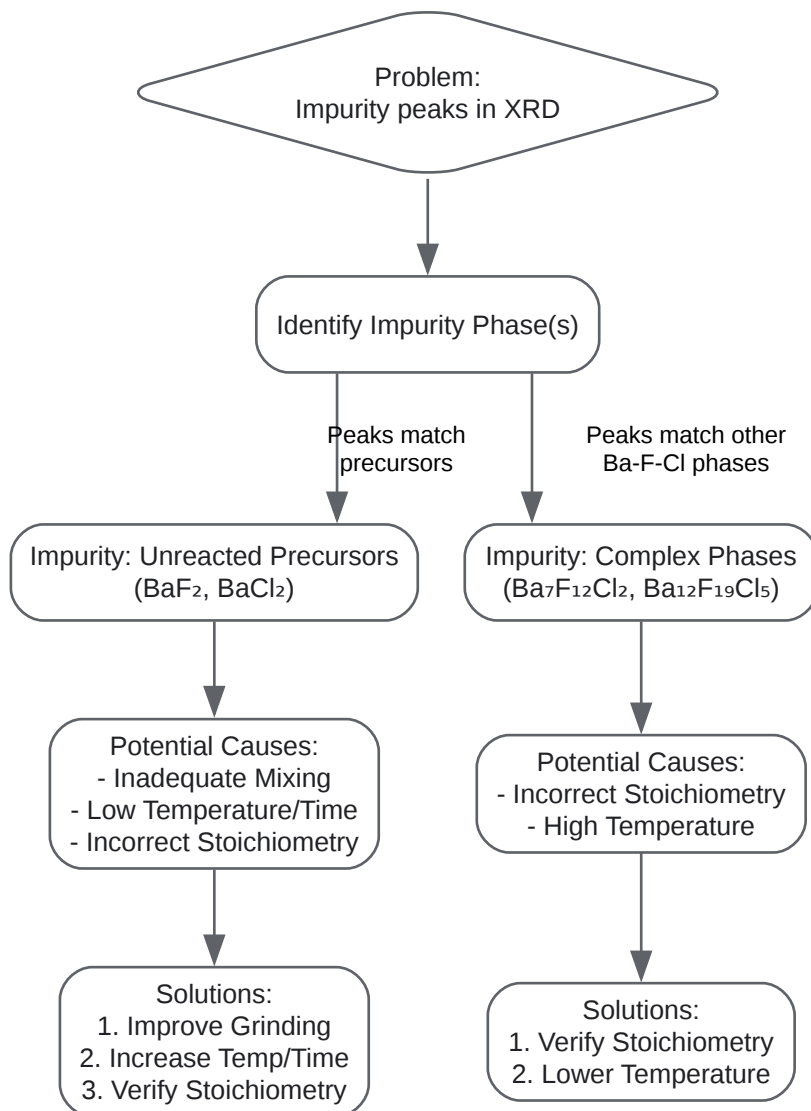 Problem:
Impurity peaks in XRD
Identify Impurity Phase(s)
Peaks match
precursors
Peaks match other
Ba-F-Cl phases
Impurity: Unreacted Precursors
(BaF₂, BaCl₂)
Impurity: Complex Phases
(Ba₇F₁₂Cl₂, Ba₁₂F₁₉Cl₅)
Potential Causes:
- Inadequate Mixing
- Low Temperature/Time
- Incorrect Stoichiometry
Potential Causes:
- Incorrect Stoichiometry
- High Temperature
Solutions:
1. Improve Grinding
2. Increase Temp/Time
3. Verify Stoichiometry
Solutions:
1. Verify Stoichiometry
2. Lower Temperature